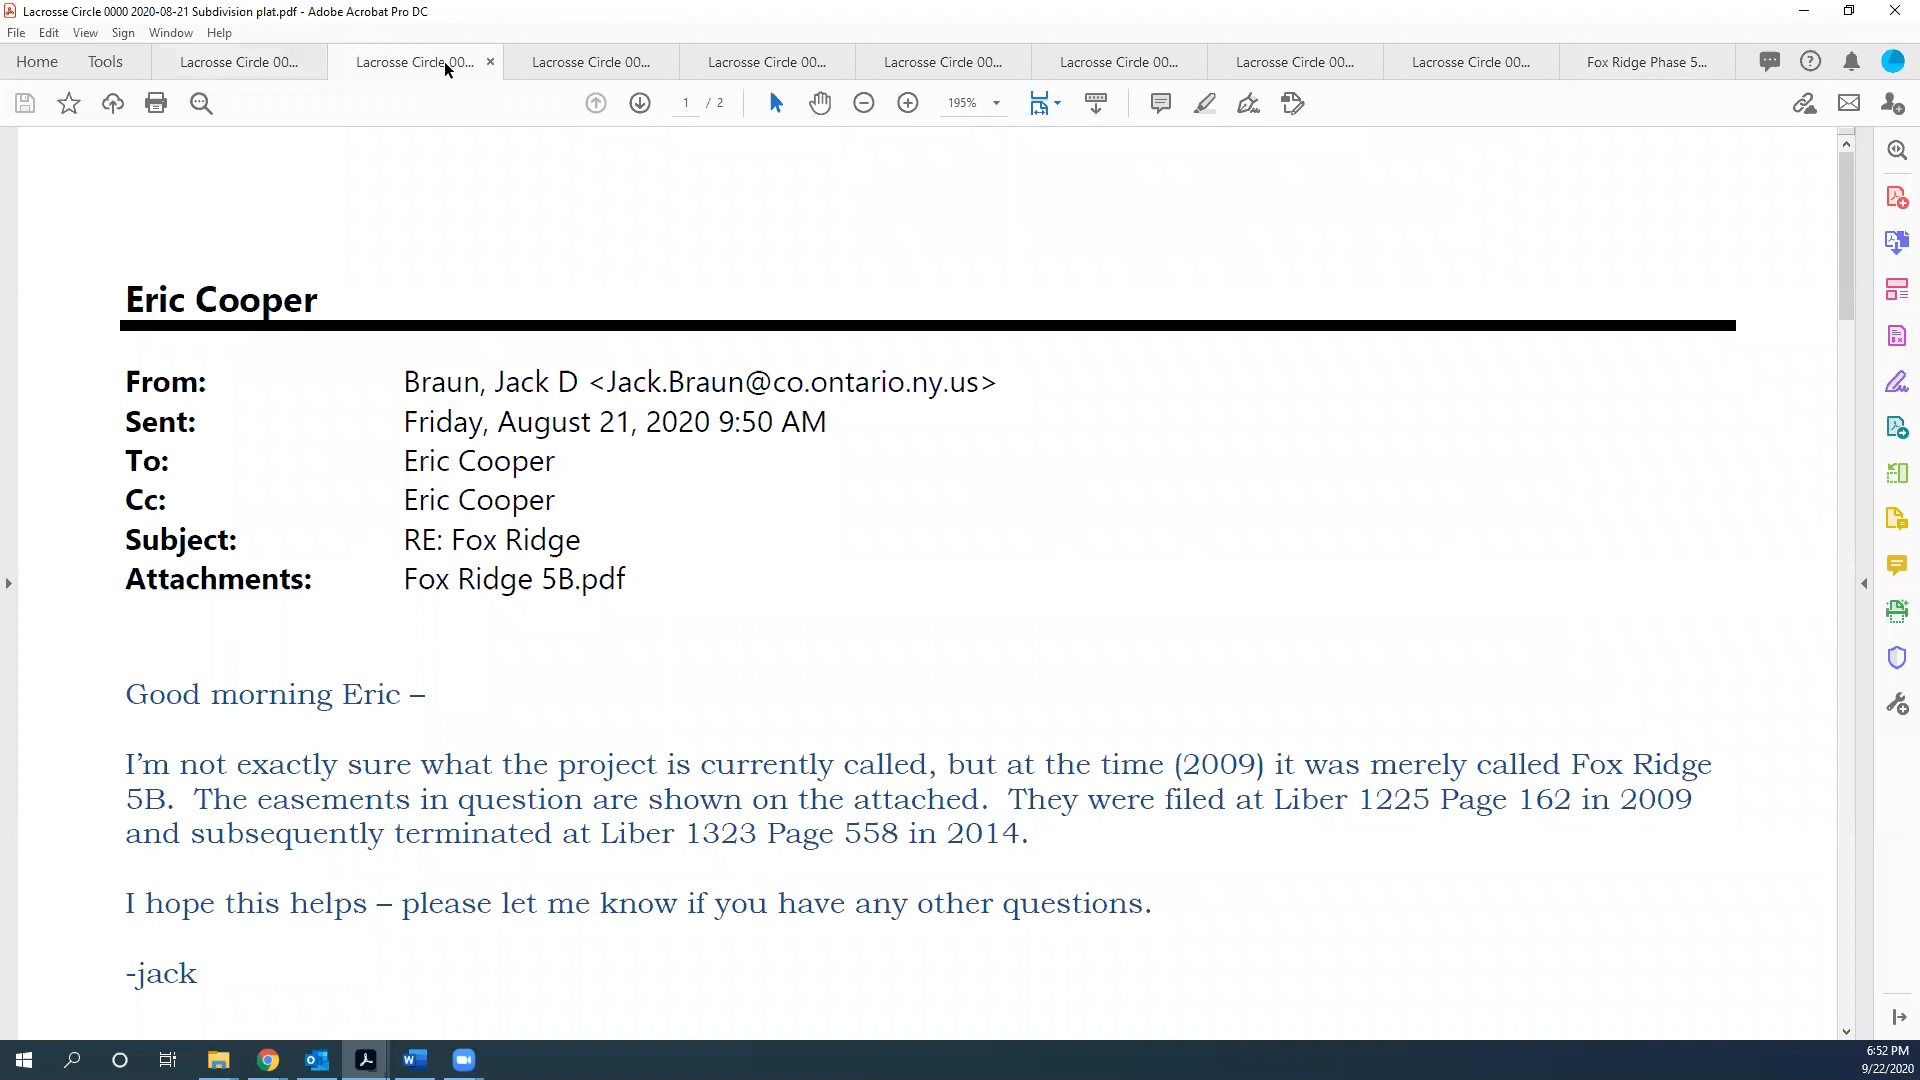 Lacrosse Circle 0000 2020-08-21 Subdivision plat.pdf - Adobe Acrobat Pro DC
File Edit View Sign Window Help
Home Tools Lacrosse Circle 00... Lacrosse Circle 00... × Lacrosse Circle 00... Lacrosse Circle 00... Lacrosse Circle 00... Lacrosse Circle 00... Lacrosse Circle 00... Lacrosse Circle 00... Fox Ridge Phase 5...
1 / 2 195%
Eric Cooper
From: Braun, Jack D <Jack.Braun@co.ontario.ny.us>
Sent: Friday, August 21, 2020 9:50 AM
To: Eric Cooper
Cc: Eric Cooper
Subject: RE: Fox Ridge
Attachments: Fox Ridge 5B.pdf
Good morning Eric –
I'm not exactly sure what the project is currently called, but at the time (2009) it was merely called Fox Ridge
5B. The easements in question are shown on the attached. They were filed at Liber 1225 Page 162 in 2009
and subsequently terminated at Liber 1323 Page 558 in 2014.
I hope this helps – please let me know if you have any other questions.
-jack
6:52 PM
9/22/2020